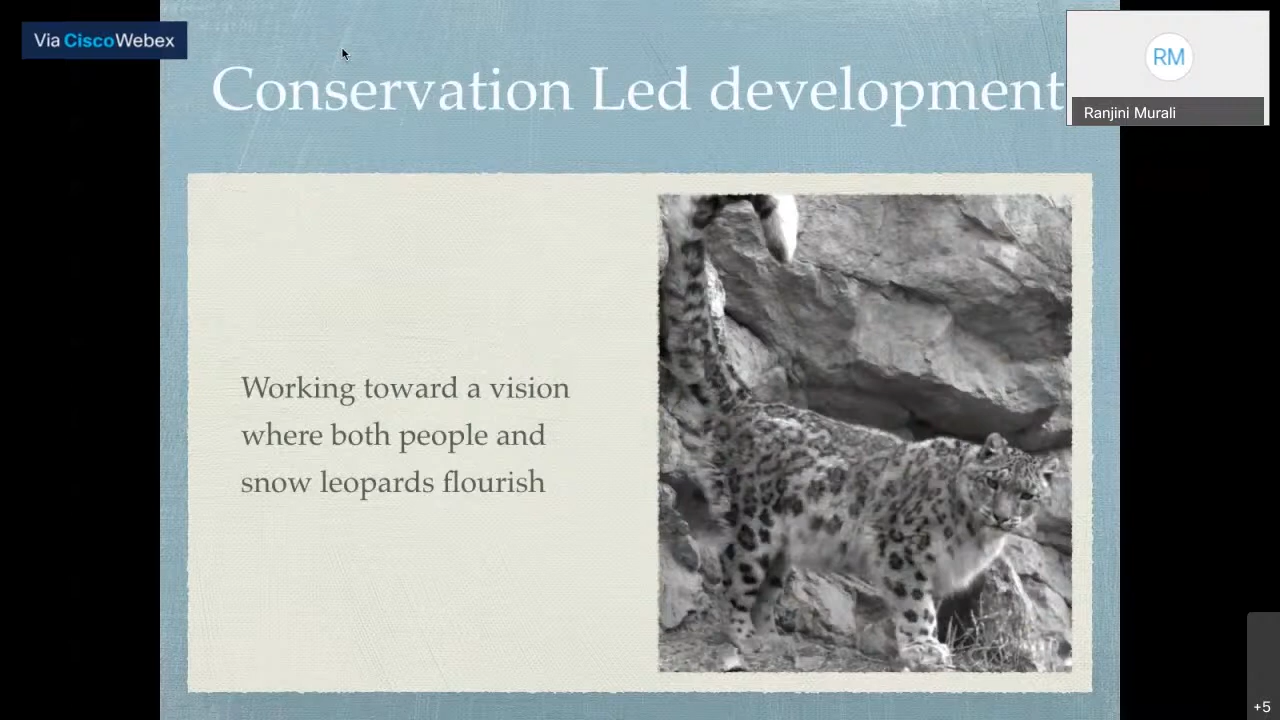 Via CiscoWebex
Conservation Led development
RM
Ranjini Murali
Working toward a vision
where both people and
snow leopards flourish
+5